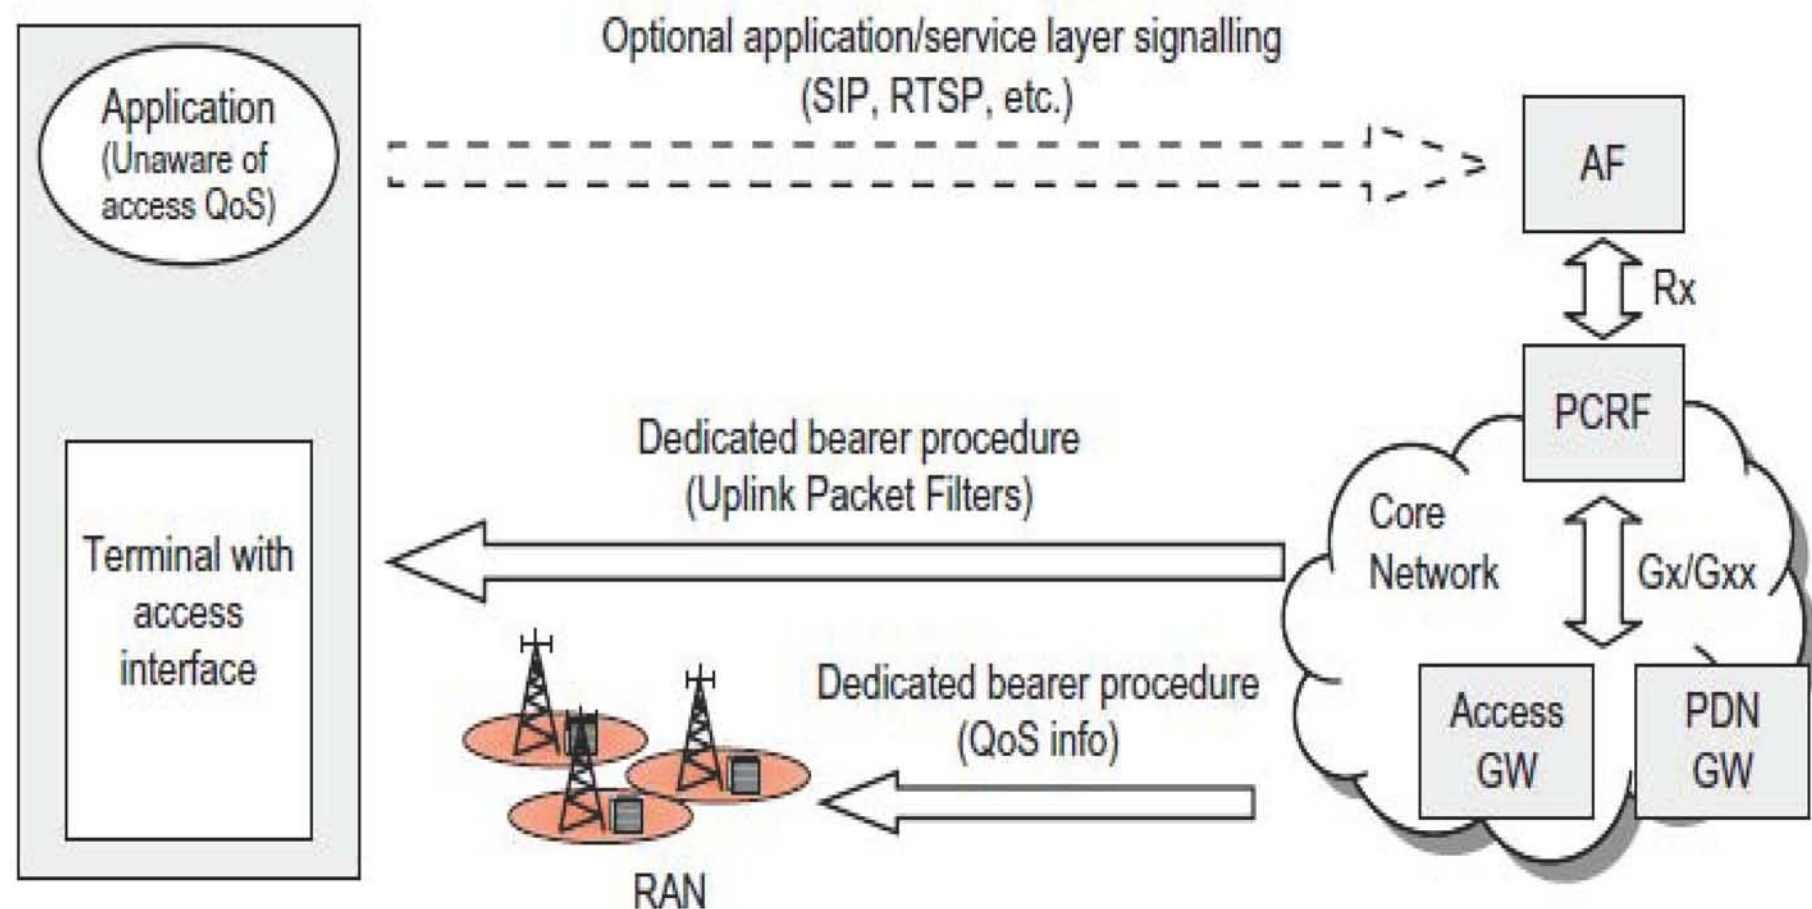 Optional application/service layer signalling
(SIP, RTSP, etc.)
Application
(Unaware of
access QoS)
AF
Rx
PCRF
Dedicated bearer procedure
(Uplink Packet Filters)
Core
Network
Gx/Gxx
Terminal with
access
interface
Dedicated bearer procedure
(QoS info)
Access
GW
PDN
GW
RAN